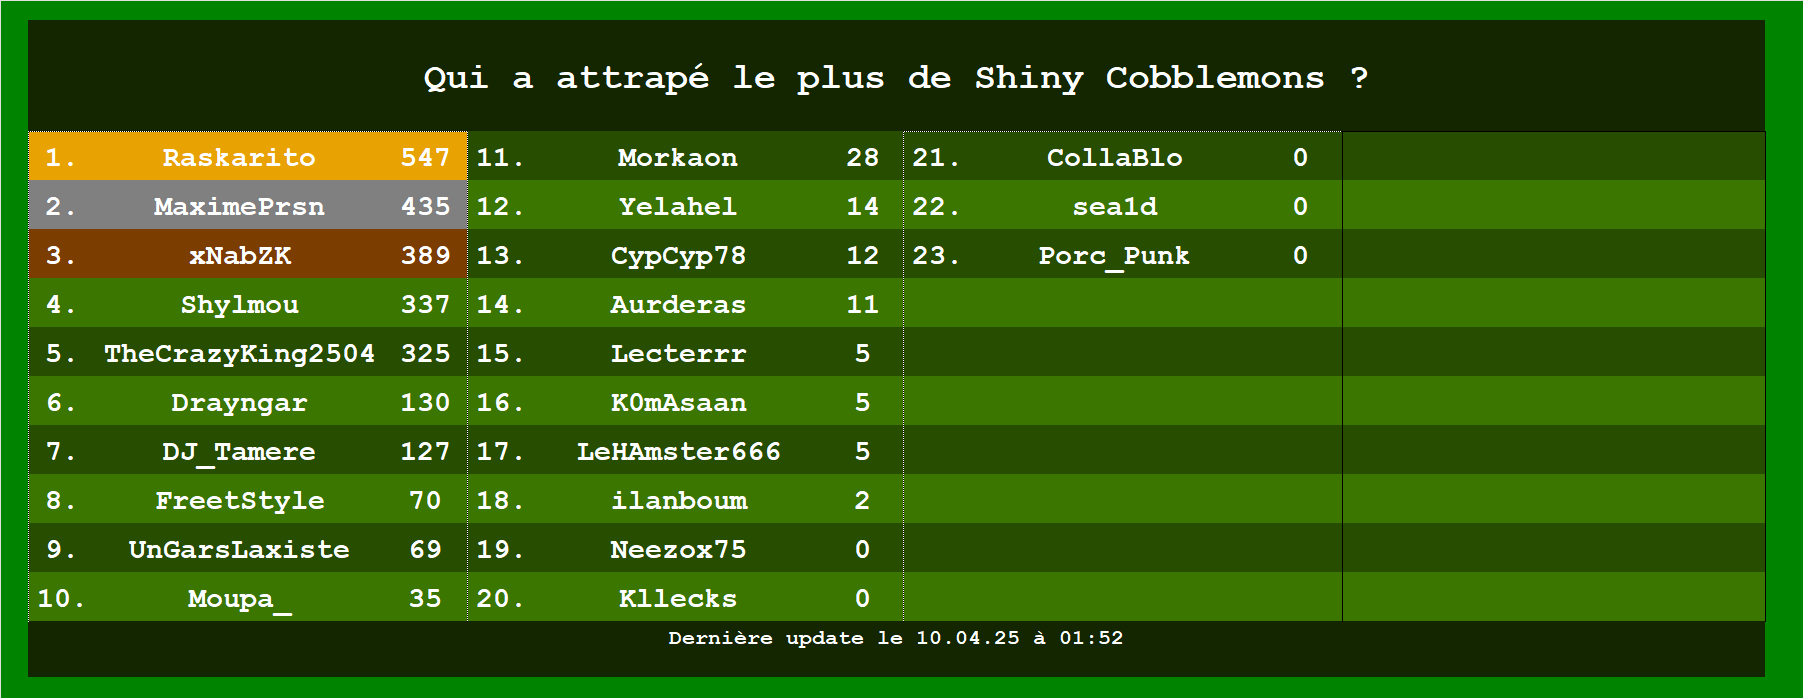 Qui a attrapé le plus de Shiny Cobblemons ?
1. Raskarito 547 11. Morkaon 28 21. CollaBlo 0
2. MaximePrsn 435 12. Yelahel 14 22. sea1d 0
3. xNabZK 389 13. CypCyp78 12 23. Porc_Punk 0
4. Shylmou 337 14. Aurderas 11
5. TheCrazyKing2504 325 15. Lecterrr 5
6. Drayngar 130 16. K0mAsaan 5
7. DJ_Tamere 127 17. LeHAmster666 5
8. FreetStyle 70 18. ilanboum 2
9. UnGarsLaxiste 69 19. Neezox75 0
10. Moupa_ 35 20. Kllecks 0
Dernière update le 10.04.25 à 01:52